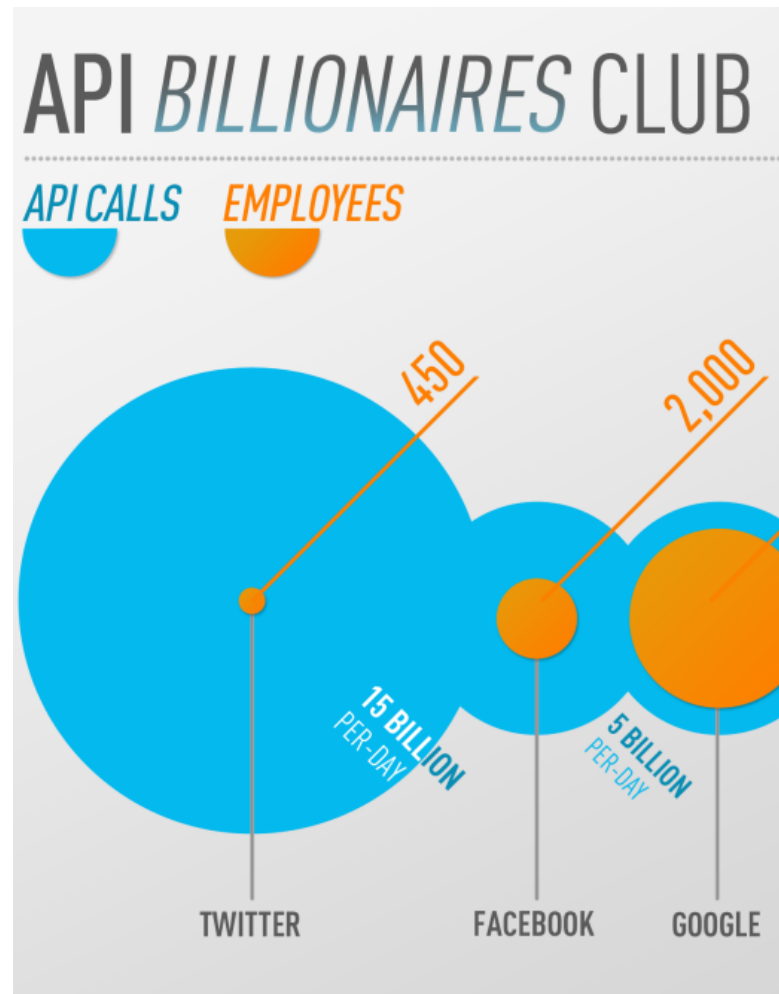 API BILLIONAIRES CLUB
API CALLS EMPLOYEES
450
2,000
15 BILLION
PER-DAY
5 BILLION
PER-DAY
TWITTER FACEBOOK GOOGLE